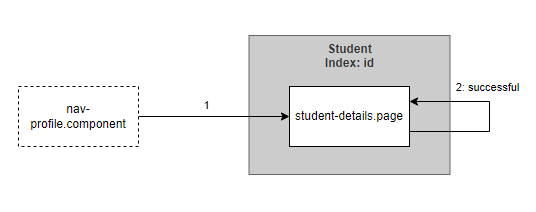 Student
Index: id
nav-
profile.component
1
student-details.page
2: successful